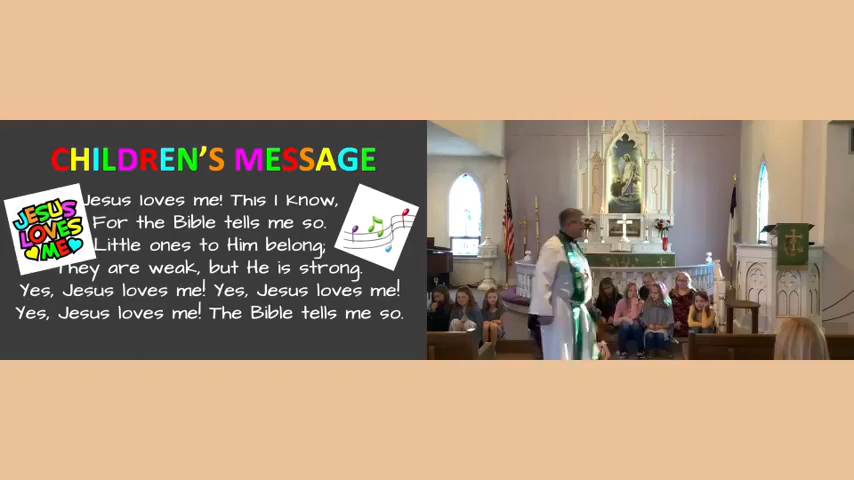 CHILDREN'S MESSAGE
Jesus loves me! This I know,
For the Bible tells me so.
Little ones to Him belong;
They are weak, but He is strong.
Yes, Jesus loves me! Yes, Jesus loves me!
Yes, Jesus loves me! The Bible tells me so.
JESUS
LOVES
ME